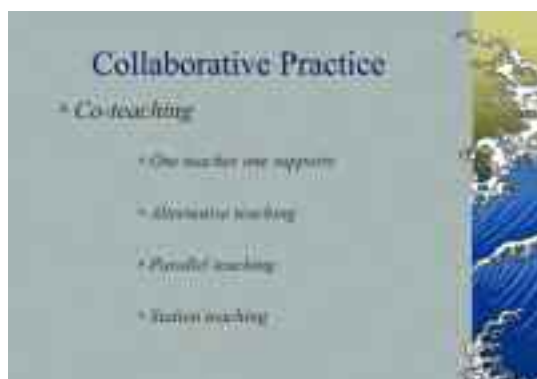 Collaborative Practice
• Co-teaching
• One teacher one supports
• Alternative teaching
• Parallel teaching
• Station teaching